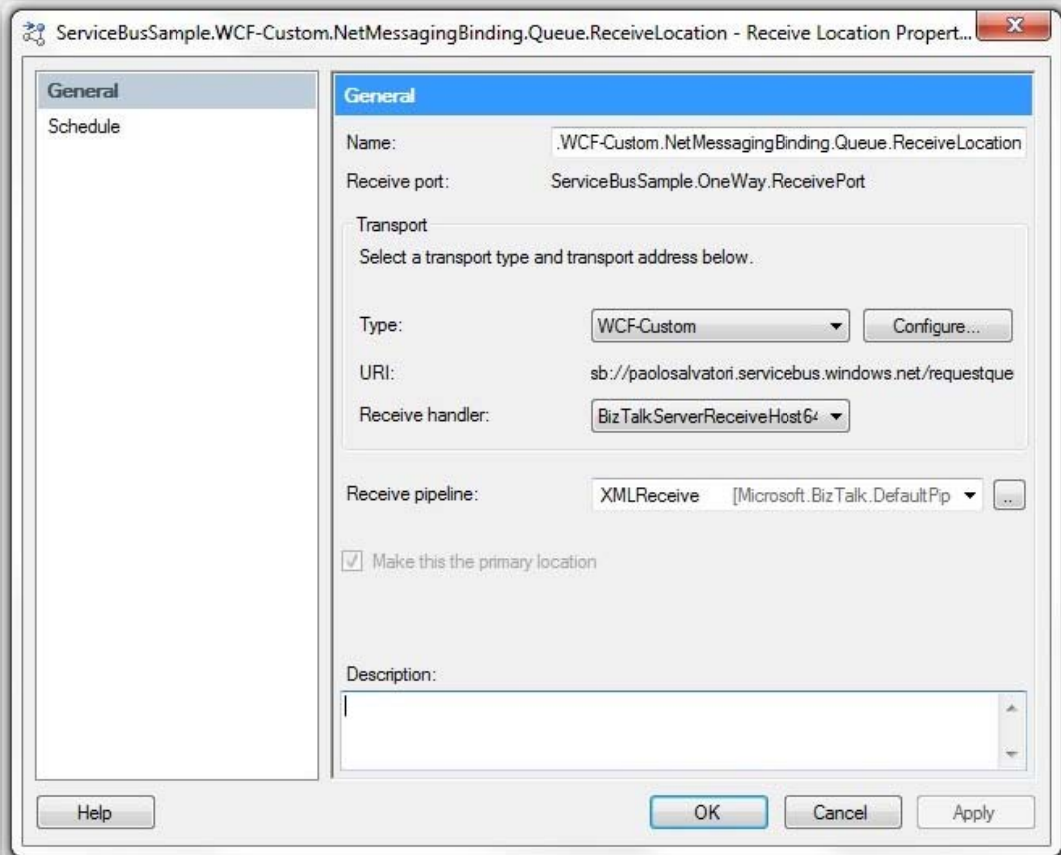 ServiceBusSample.WCF-Custom.NetMessagingBinding.Queue.ReceiveLocation - Receive Location Propert...
General
Schedule
General
Name: .WCF-Custom.NetMessagingBinding.Queue.ReceiveLocation
Receive port: ServiceBusSample.OneWay.ReceivePort
Transport
Select a transport type and transport address below.
Type: WCF-Custom Configure...
URI: sb://paolosalvatori.servicebus.windows.net/requestque
Receive handler: BizTalkServerReceiveHost64
Receive pipeline: XMLReceive [Microsoft.BizTalk.DefaultPip ..
Make this the primary location
Description:
Help OK Cancel Apply